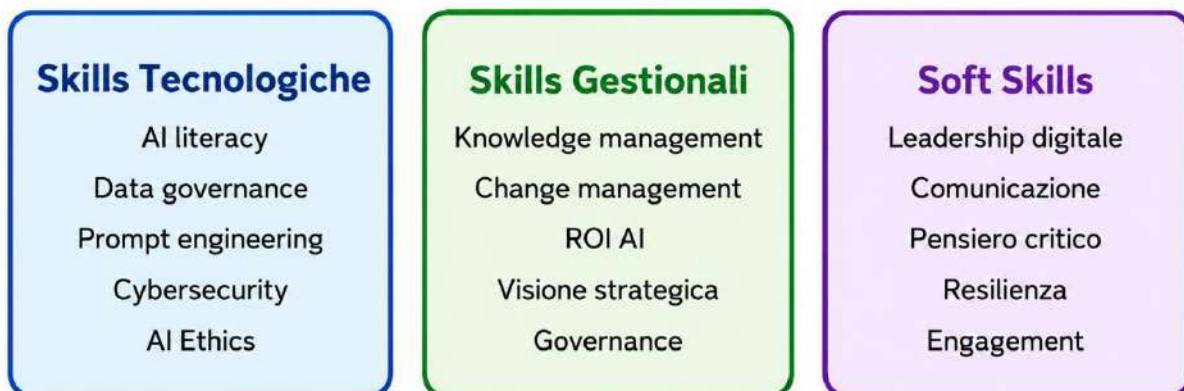 Skills Tecnologiche
AI literacy
Data governance
Prompt engineering
Cybersecurity
AI Ethics
Skills Gestionali
Knowledge management
Change management
ROI AI
Visione strategica
Governance
Soft Skills
Leadership digitale
Comunicazione
Pensiero critico
Resilienza
Engagement